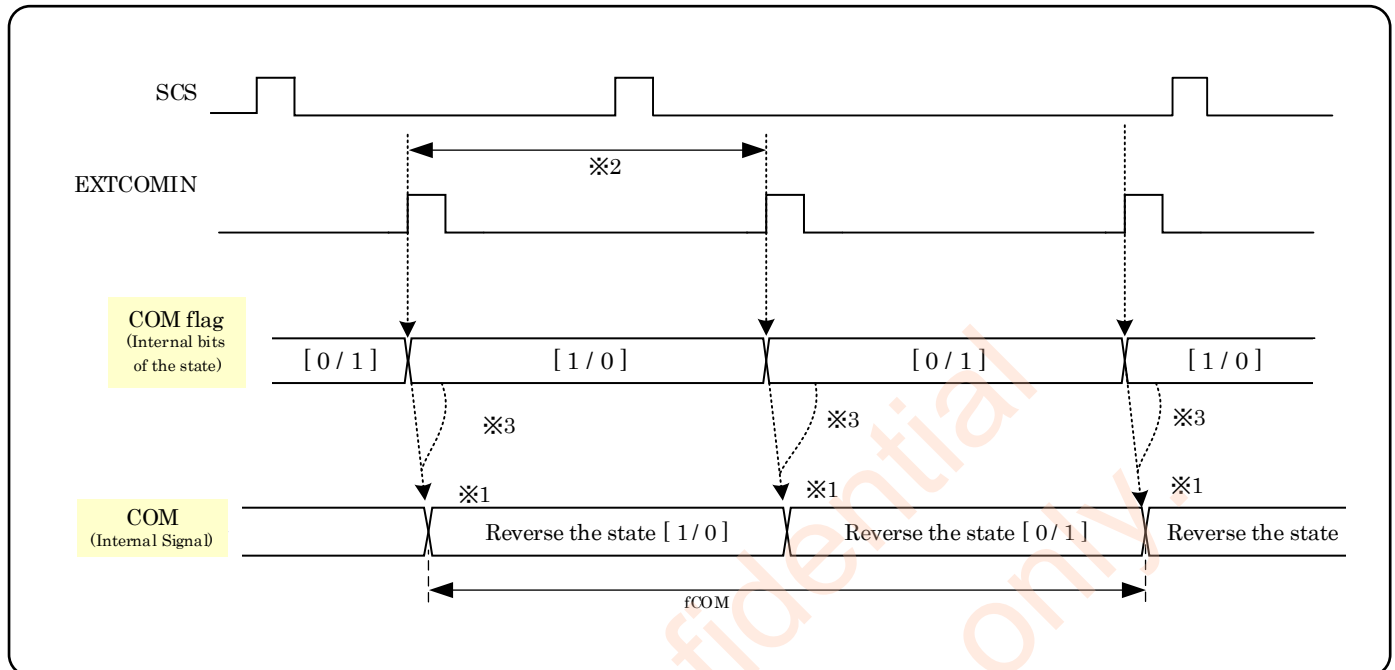 SCS
※2
EXTCOMIN
COM flag
(Internal bits
of the state)
[ 0 / 1 ] [ 1 / 0 ] [ 0 / 1 ] [ 1 / 0 ]
※3 ※3 ※3
※1 ※1 ※1
COM
(Internal Signal)
Reverse the state [ 1 / 0 ] Reverse the state [ 0 / 1 ] Reverse the state
fCOM
fidential
only.